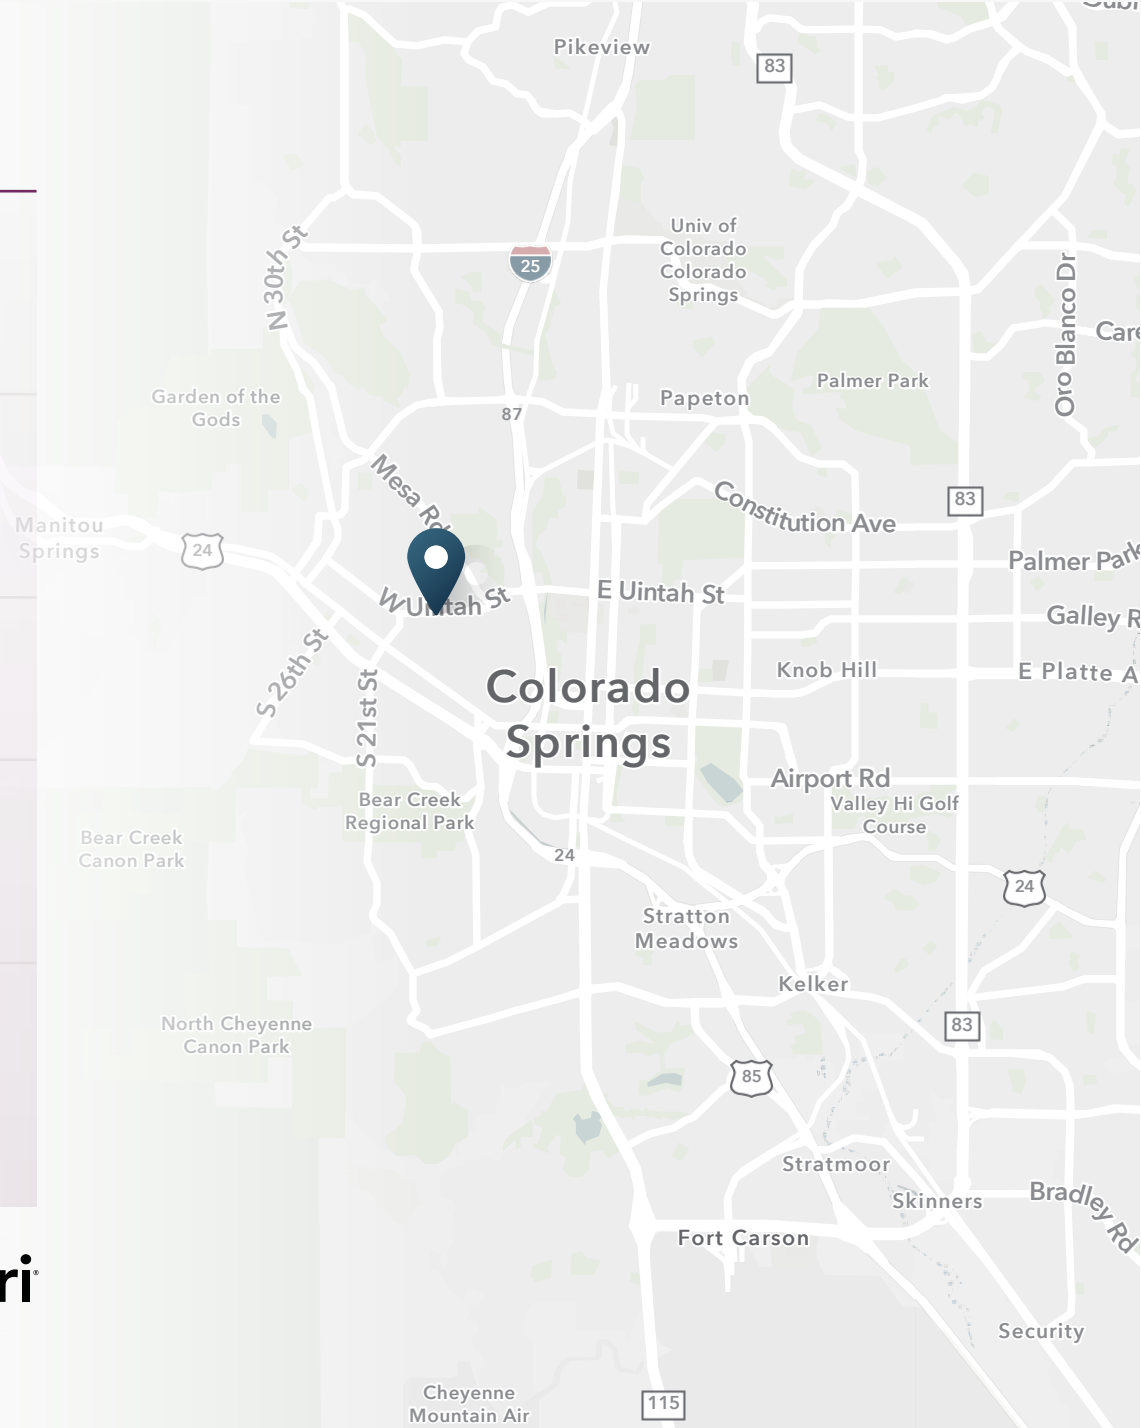 Pikeview
83
Univ of
Colorado
Colorado
Springs
N 30th St
25
Oro Blanco Dr
Palmer Park
Garden of the
Gods
Papeton
87
Mesa Rd
Constitution Ave
83
Manitou
Springs
24
Palmer Park
W Uintah St
E Uintah St
Galley R
S 26th St
S 21st St
Knob Hill
E Platte A
Colorado
Springs
Airport Rd
Bear Creek
Regional Park
Valley Hi Golf
Course
Bear Creek
Canon Park
24
24
Stratton
Meadows
Kelker
North Cheyenne
Canon Park
83
85
Stratmoor
Skinners
Bradley Rd
Fort Carson
ri
Security
Cheyenne
Mountain Air
115